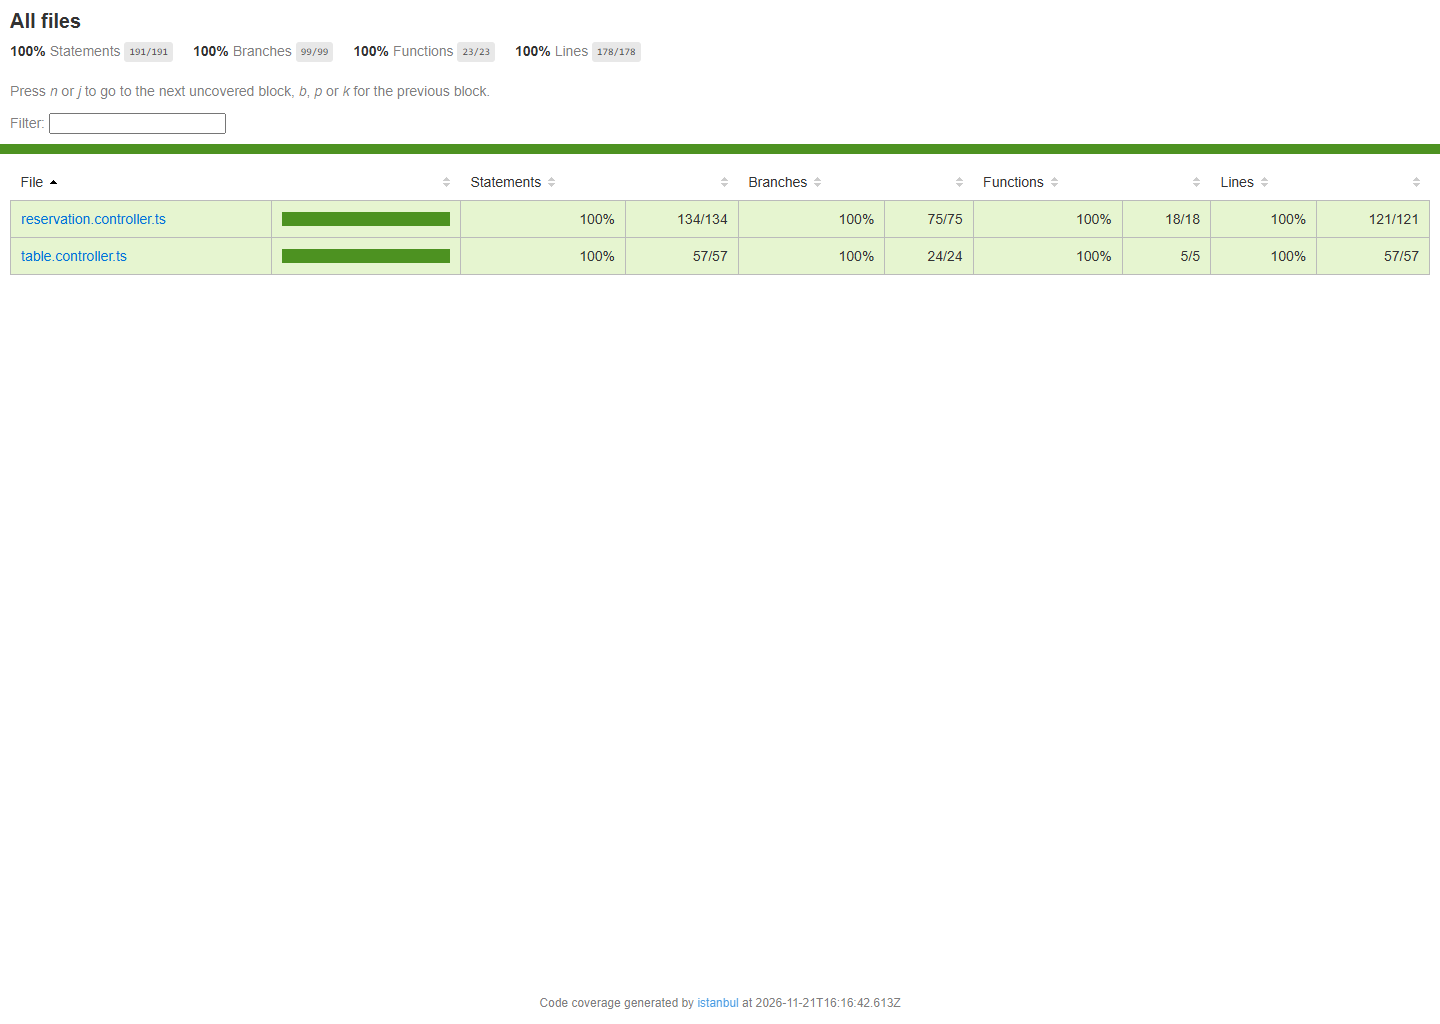 All files
100% Statements 191/191 100% Branches 99/99 100% Functions 23/23 100% Lines 178/178
Press n or j to go to the next uncovered block, b, p or k for the previous block.
Filter:
File Statements Branches Functions Lines
reservation.controller.ts 100% 134/134 100% 75/75 100% 18/18 100% 121/121
table.controller.ts 100% 57/57 100% 24/24 100% 5/5 100% 57/57
Code coverage generated by istanbul at 2026-11-21T16:16:42.613Z